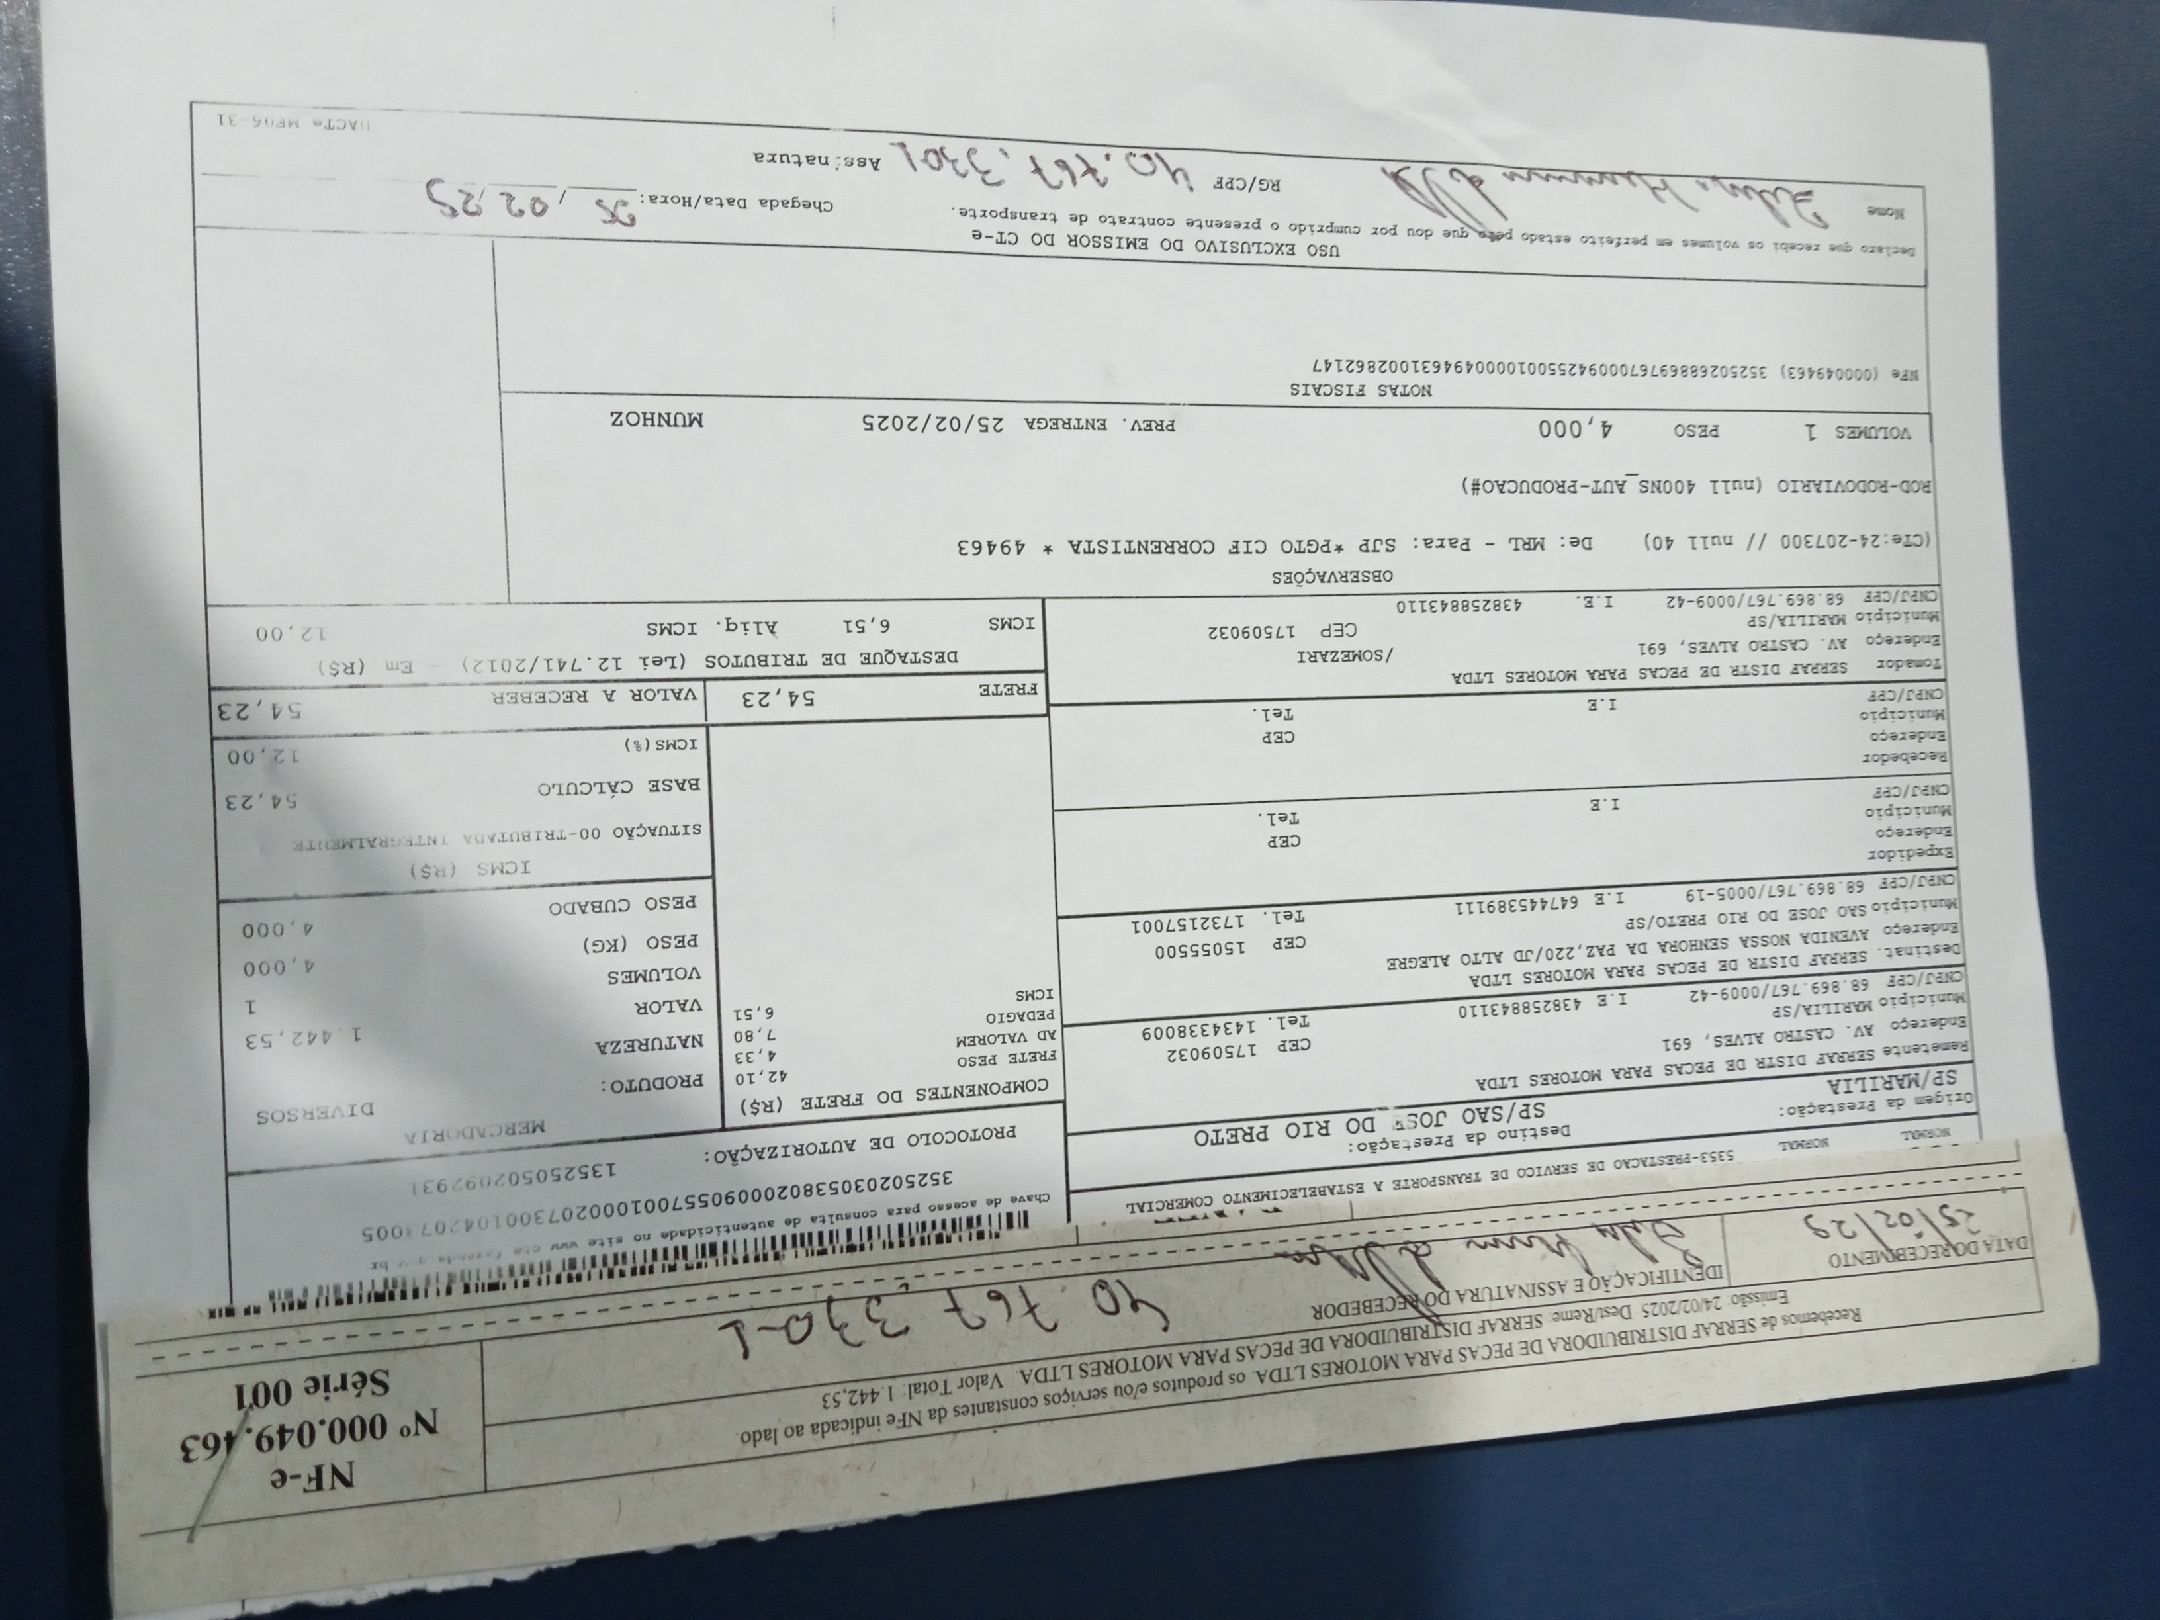 Recebemos de SERRAF DISTRIBUIDORA DE PECAS PARA MOTORES LTDA. os produtos e/ou serviços constantes da NFe indicada ao lado.
Emissão: 24/02/2025 Dest/Reme: SERRAF DISTRIBUIDORA DE PECAS PARA MOTORES LTDA. Valor Total: 1.442,53
NF-e
Nº 000.049.463
Série 001
DATA DO RECEBIMENTO
25/02/25
IDENTIFICAÇÃO E ASSINATURA DO RECEBEDOR
40.767.330-1
NORMAL NORMAL 5353-PRESTACAO DE SERVICO DE TRANSPORTE A ESTABELECIMENTO COMERCIAL
Chave de acesso para consulta de autenticidade no site www.cte.fazenda.gov.br
PROTOCOLO DE AUTORIZAÇÃO:
Origem da Prestação:
SP/MARILIA
Destino da Prestação:
SP/SAO JOSE DO RIO PRETO
Remetente SERRAF DISTR DE PECAS PARA MOTORES LTDA
Endereço AV. CASTRO ALVES, 691 CEP 17509032
Município MARILIA/SP Tel. 1434338009
CNPJ/CPF 68.869.767/0009-42 I.E 438258843110
Destinat. SERRAF DISTR DE PECAS PARA MOTORES LTDA
Endereço AVENIDA NOSSA SENHORA DA PAZ,220/JD ALTO ALEGRE
Município SAO JOSE DO RIO PRETO/SP CEP 15055500
CNPJ/CPF 68.869.767/0005-19 I.E 647445389111 Tel. 1732157001
Expedidor
Endereço
Município CEP
CNPJ/CPF I.E Tel.
Recebedor
Endereço
Município CEP
CNPJ/CPF I.E Tel.
Tomador SERRAF DISTR DE PECAS PARA MOTORES LTDA
Endereço AV. CASTRO ALVES, 691 /SOMEZARI
Município MARILIA/SP CEP 17509032
CNPJ/CPF 68.869.767/0009-42 I.E. 438258843110
COMPONENTES DO FRETE (R$)
FRETE PESO 42,10
AD VALOREM 4,33
PEDAGIO 7,80
ICMS 6,51
MERCADORIA
PRODUTO: DIVERSOS
NATUREZA
VALOR 1.442,53
VOLUMES 1
PESO (KG) 4,000
PESO CUBADO 4,000
ICMS (R$)
SITUAÇÃO 00-TRIBUTADA INTEGRALMENTE
BASE CÁLCULO 54,23
ICMS(%) 12,00
FRETE 54,23 VALOR A RECEBER 54,23
DESTAQUE DE TRIBUTOS (Lei 12.741/2012) - Em (R$)
ICMS 6,51 Aliq. ICMS 12,00
OBSERVAÇÕES
(CTe:24-207300 // null 40) De: MRL - Para: SJP *PGTO CIF CORRENTISTA * 49463
ROD-RODOVIARIO (null 400NS_AUT-PRODUCAO#)
VOLUMES 1 PESO 4,000 PREV. ENTREGA 25/02/2025 MUNHOZ
NOTAS FISCAIS
NFe (000049463) 35250268869767000942550010000494631002862147
USO EXCLUSIVO DO EMISSOR DO CT-e
Declaro que recebi os volumes em perfeito estado pelo que dou por cumprido o presente contrato de transporte.
Chegada Data/Hora: 25/02/25
Nome
RG/CPF 40.767.330 1 Assinatura
DACTe MF06-31